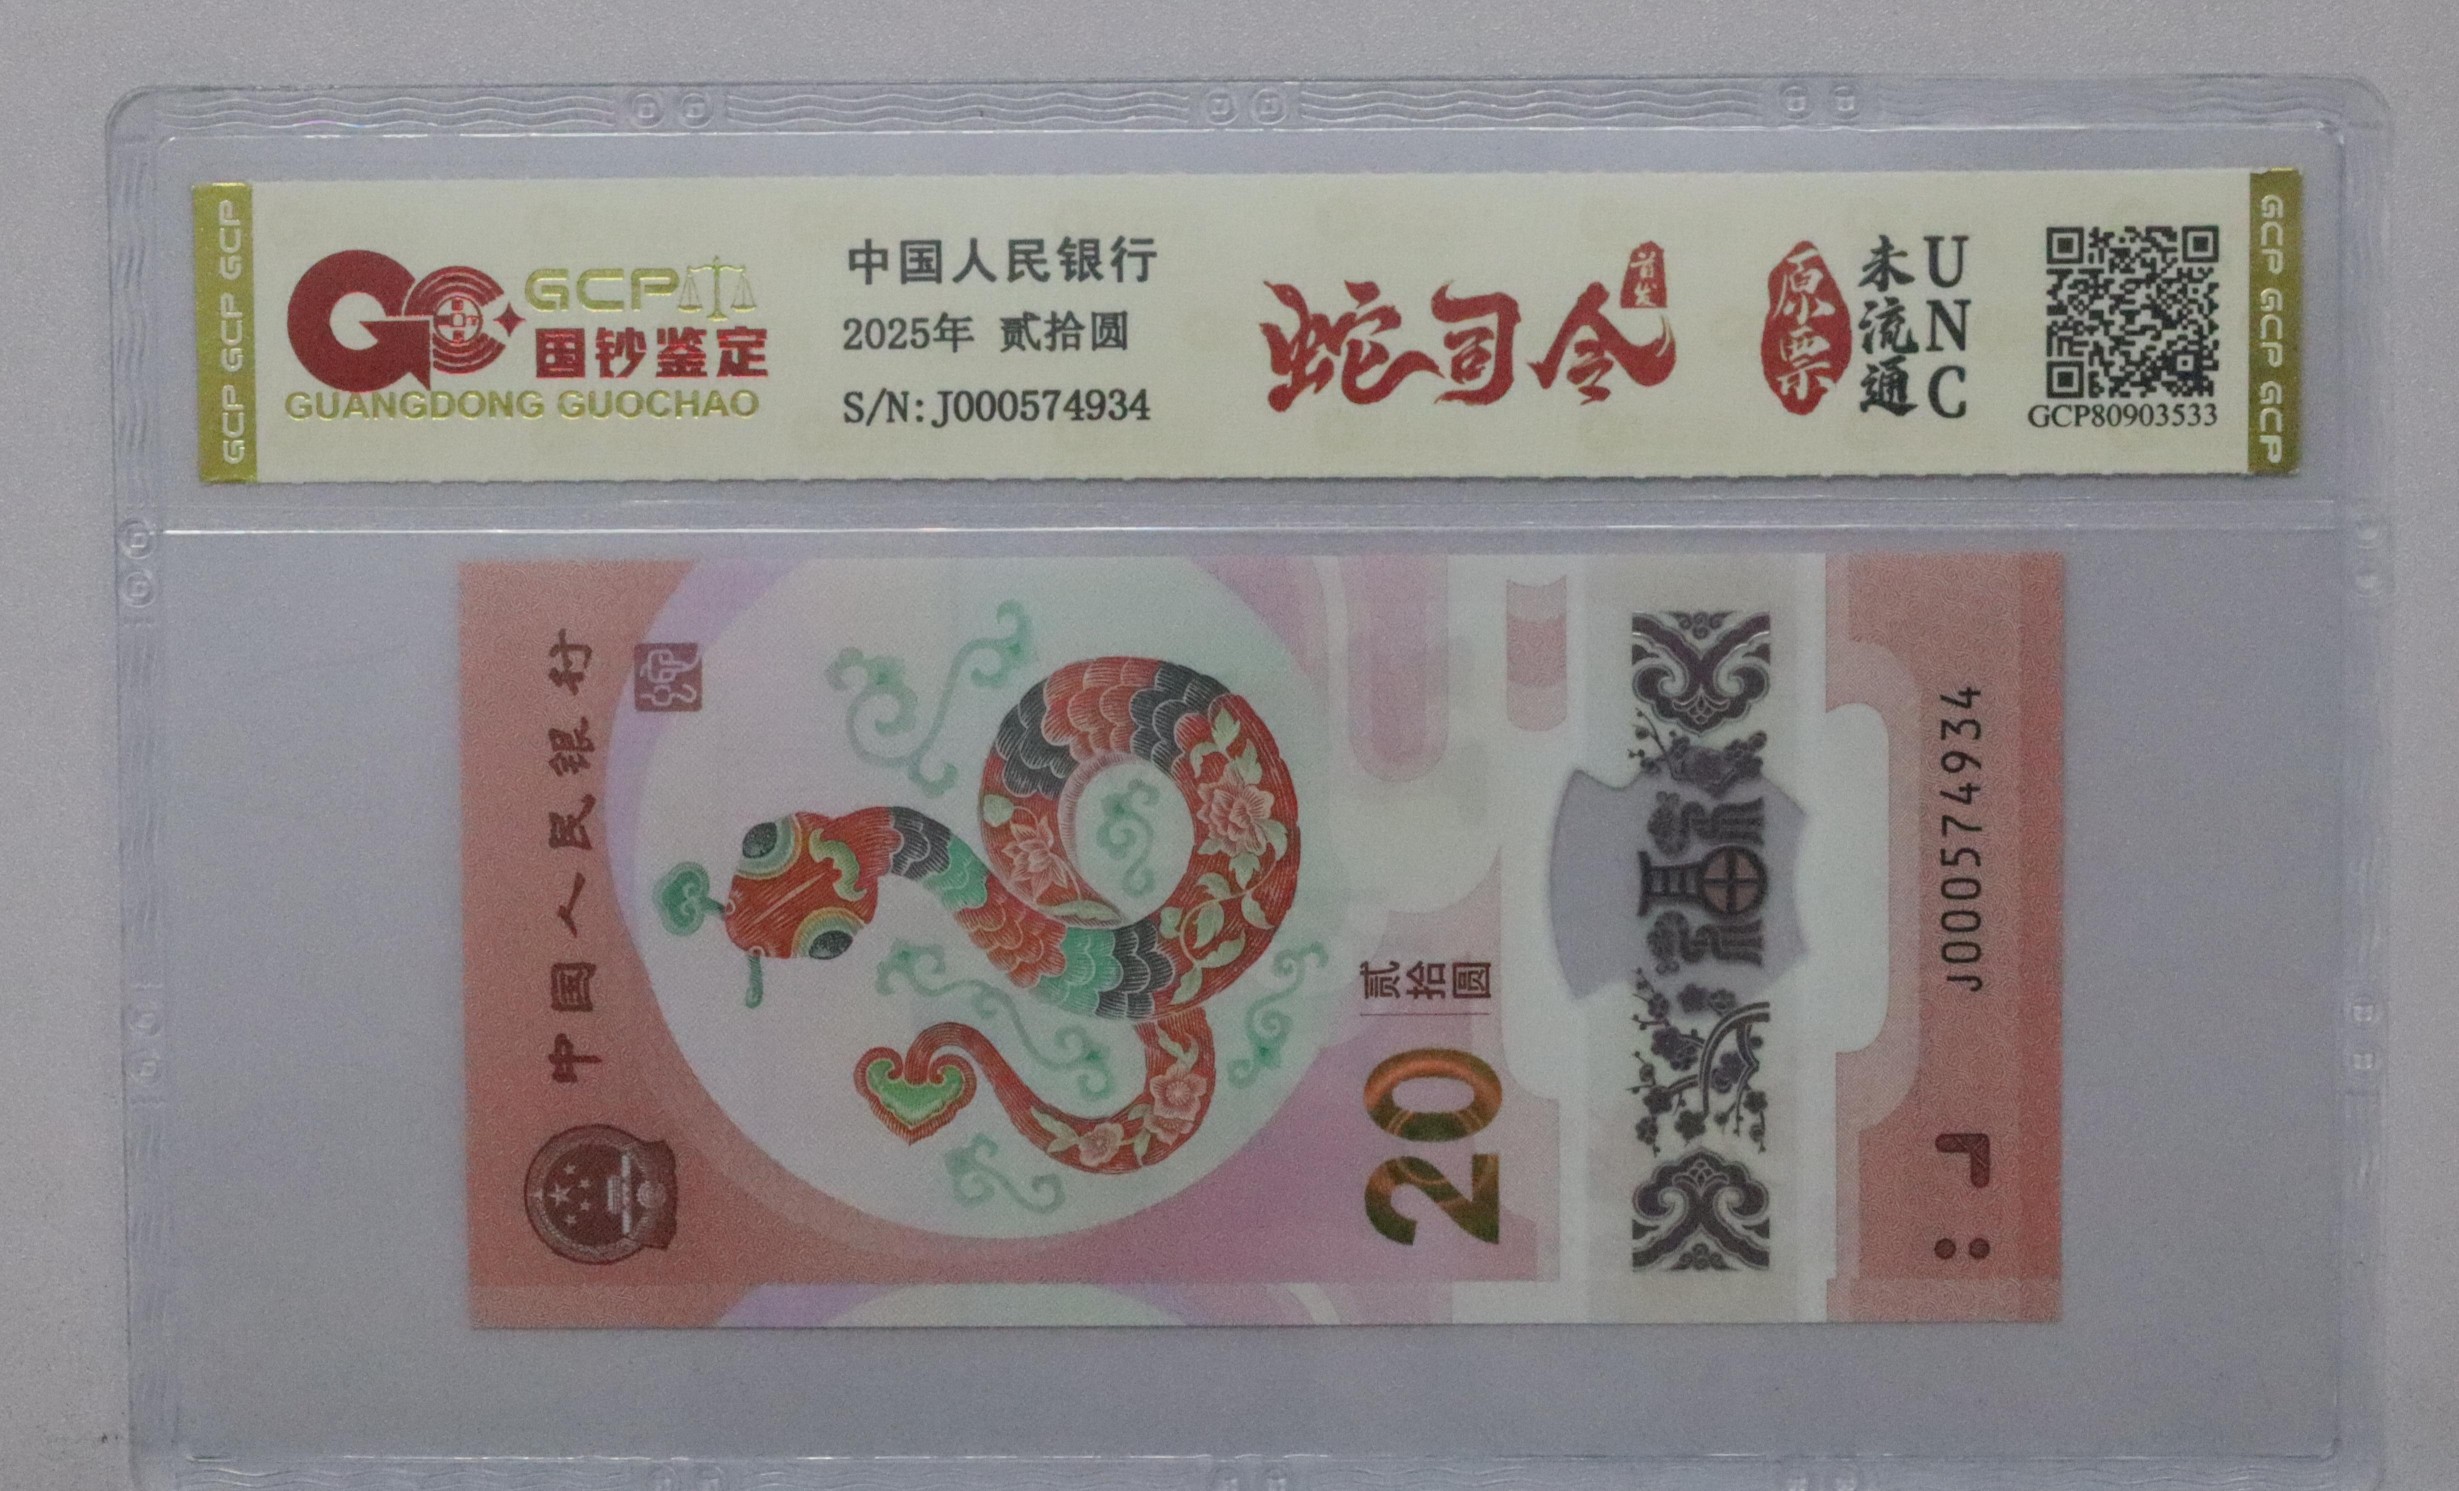 GCP GCP GCP
GCP
国钞鉴定
GUANGDONG GUOCHAO
中国人民银行
2025年 贰拾圆
S/N: J000574934
蛇司令
首发
原票
未流通
UNC
GCP80903533
GCP GCP GCP
中国人民银行
蛇
20
贰拾圆
福
J000574934